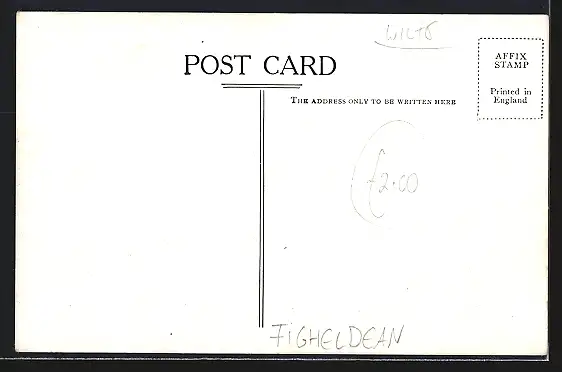 WILTS
POST CARD
THE ADDRESS ONLY TO BE WRITTEN HERE
AFFIX
STAMP
Printed in
England
£2.00
FIGHELDEAN